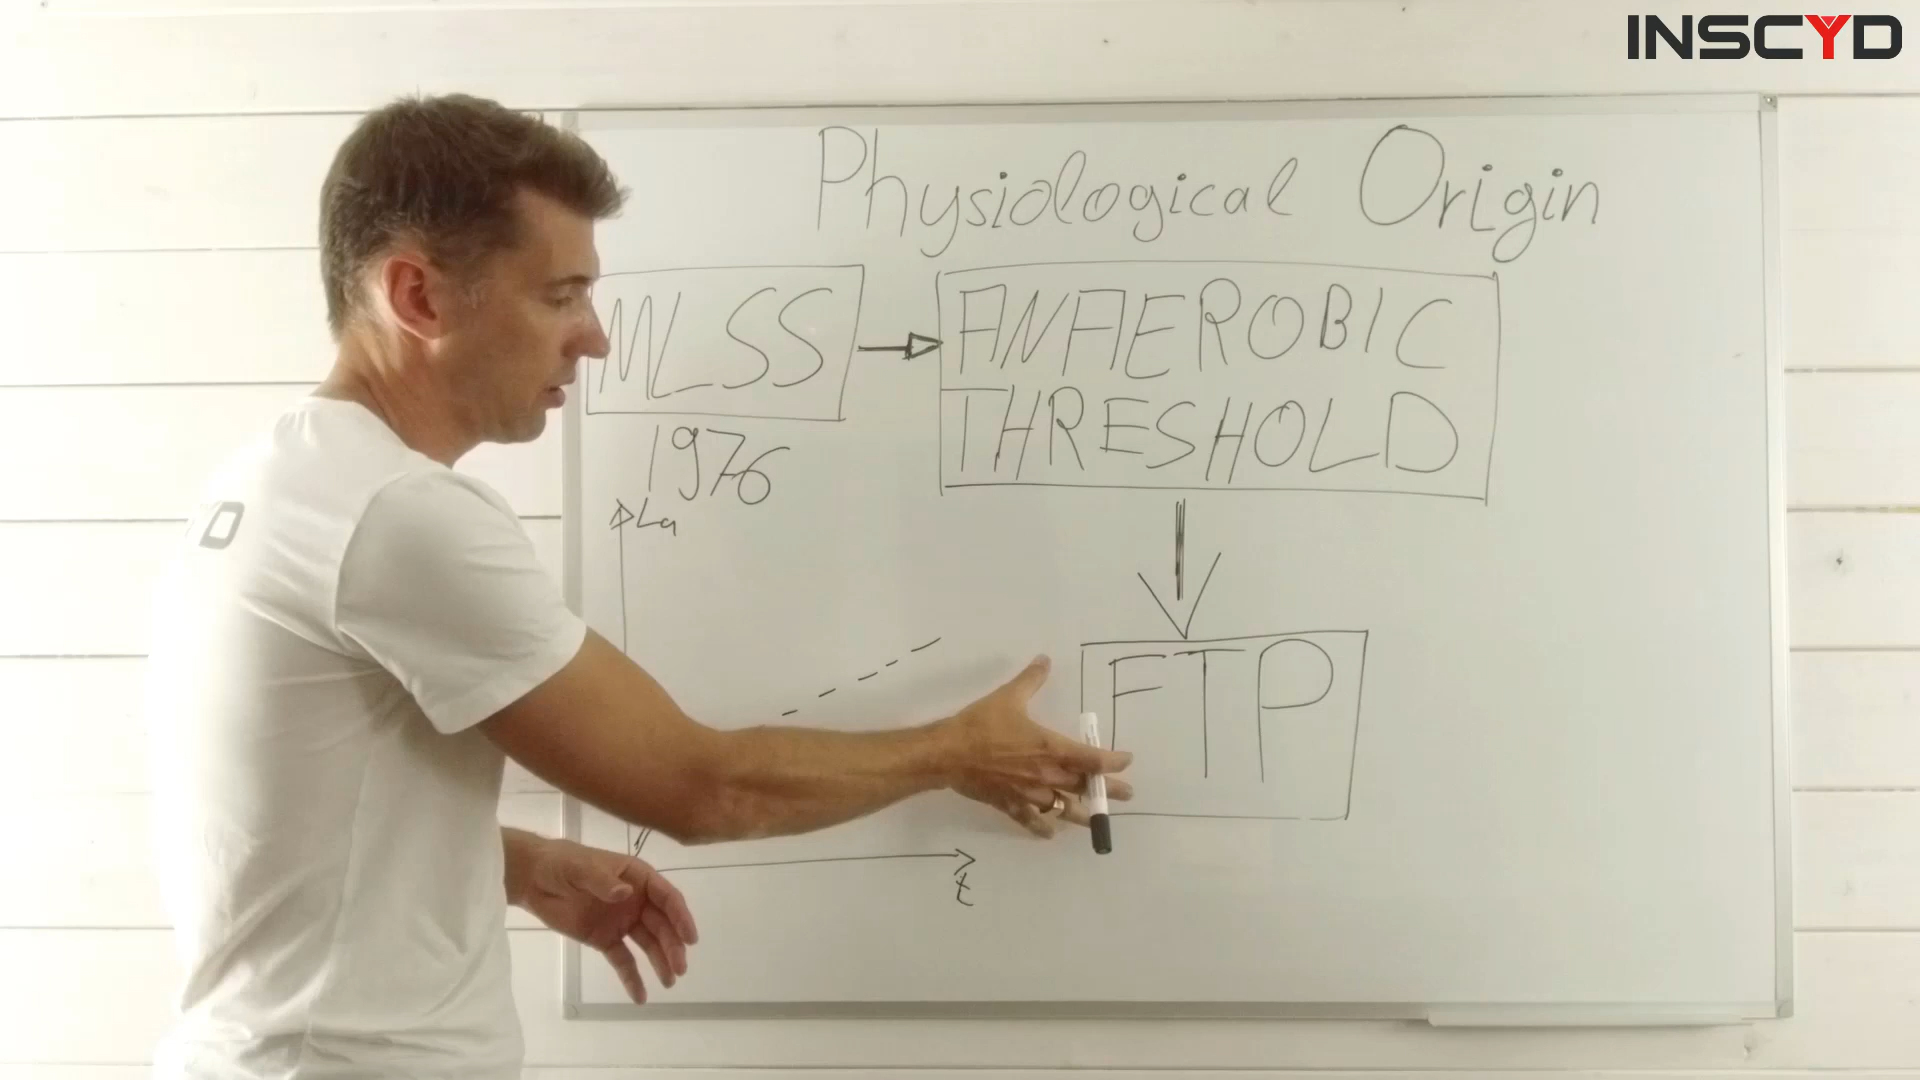 INSCYD
Physiological Origin
MLSS
1976
ANAEROBIC
THRESHOLD
La
FTP
t